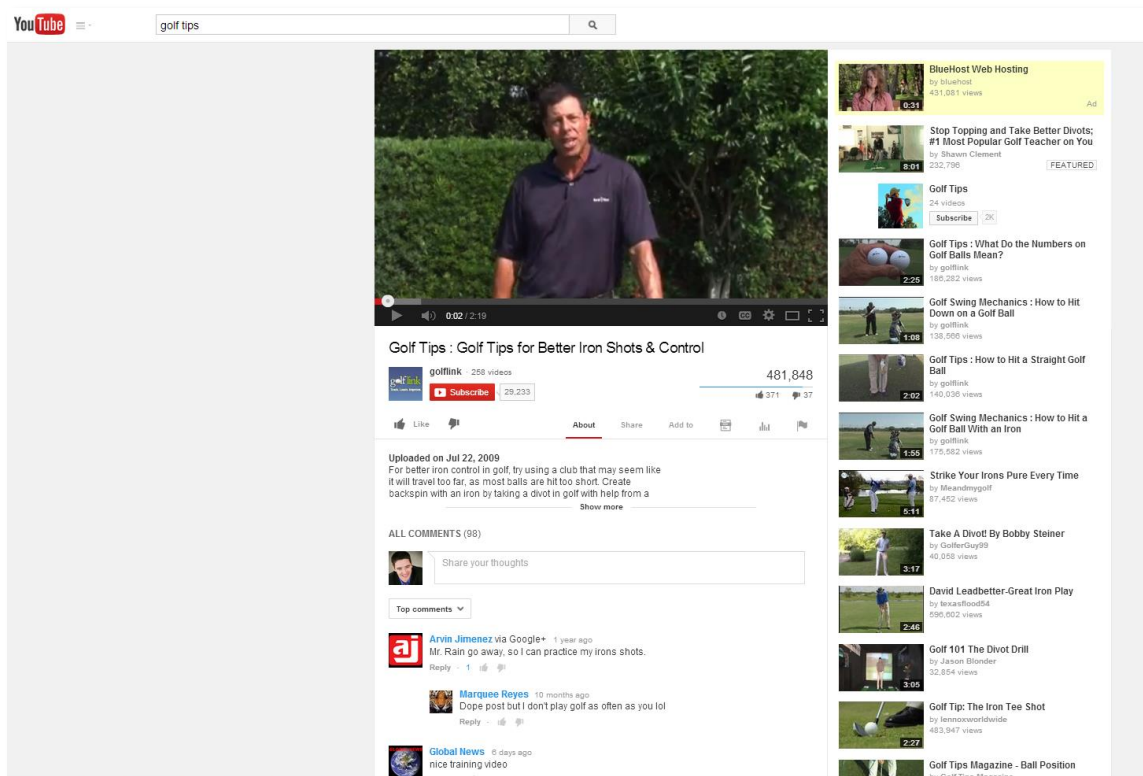 YouTube
golf tips
0:02 / 2:19
CC
Golf Tips : Golf Tips for Better Iron Shots & Control
golflink
golflink · 258 videos
Subscribe 29,233
481,848
371 37
Like
About Share Add to
Uploaded on Jul 22, 2009
For better iron control in golf, try using a club that may seem like
it will travel too far, as most balls are hit too short. Create
backspin with an iron by taking a divot in golf with help from a
Show more
ALL COMMENTS (98)
Share your thoughts
Top comments
aj
Arvin Jimenez via Google+ 1 year ago
Mr. Rain go away, so I can practice my irons shots.
Reply · 1
Marquee Reyes 10 months ago
Dope post but I don't play golf as often as you lol
Reply ·
Global News 6 days ago
nice training video
BlueHost Web Hosting
by bluehost
431,081 views
Ad
0:31
Stop Topping and Take Better Divots;
#1 Most Popular Golf Teacher on You
by Shawn Clement
232,796
FEATURED
8:01
Golf Tips
24 videos
Subscribe 2K
Golf Tips : What Do the Numbers on
Golf Balls Mean?
by golflink
186,282 views
2:25
Golf Swing Mechanics : How to Hit
Down on a Golf Ball
by golflink
138,566 views
1:08
Golf Tips : How to Hit a Straight Golf
Ball
by golflink
140,036 views
2:02
Golf Swing Mechanics : How to Hit a
Golf Ball With an Iron
by golflink
175,582 views
1:55
Strike Your Irons Pure Every Time
by Meandmygolf
87,452 views
5:11
Take A Divot! By Bobby Steiner
by GolferGuy99
40,058 views
3:17
David Leadbetter-Great Iron Play
by texasflood54
596,602 views
2:46
Golf 101 The Divot Drill
by Jason Blonder
32,854 views
3:05
Golf Tip: The Iron Tee Shot
by lennoxworldwide
483,947 views
2:27
Golf Tips Magazine - Ball Position